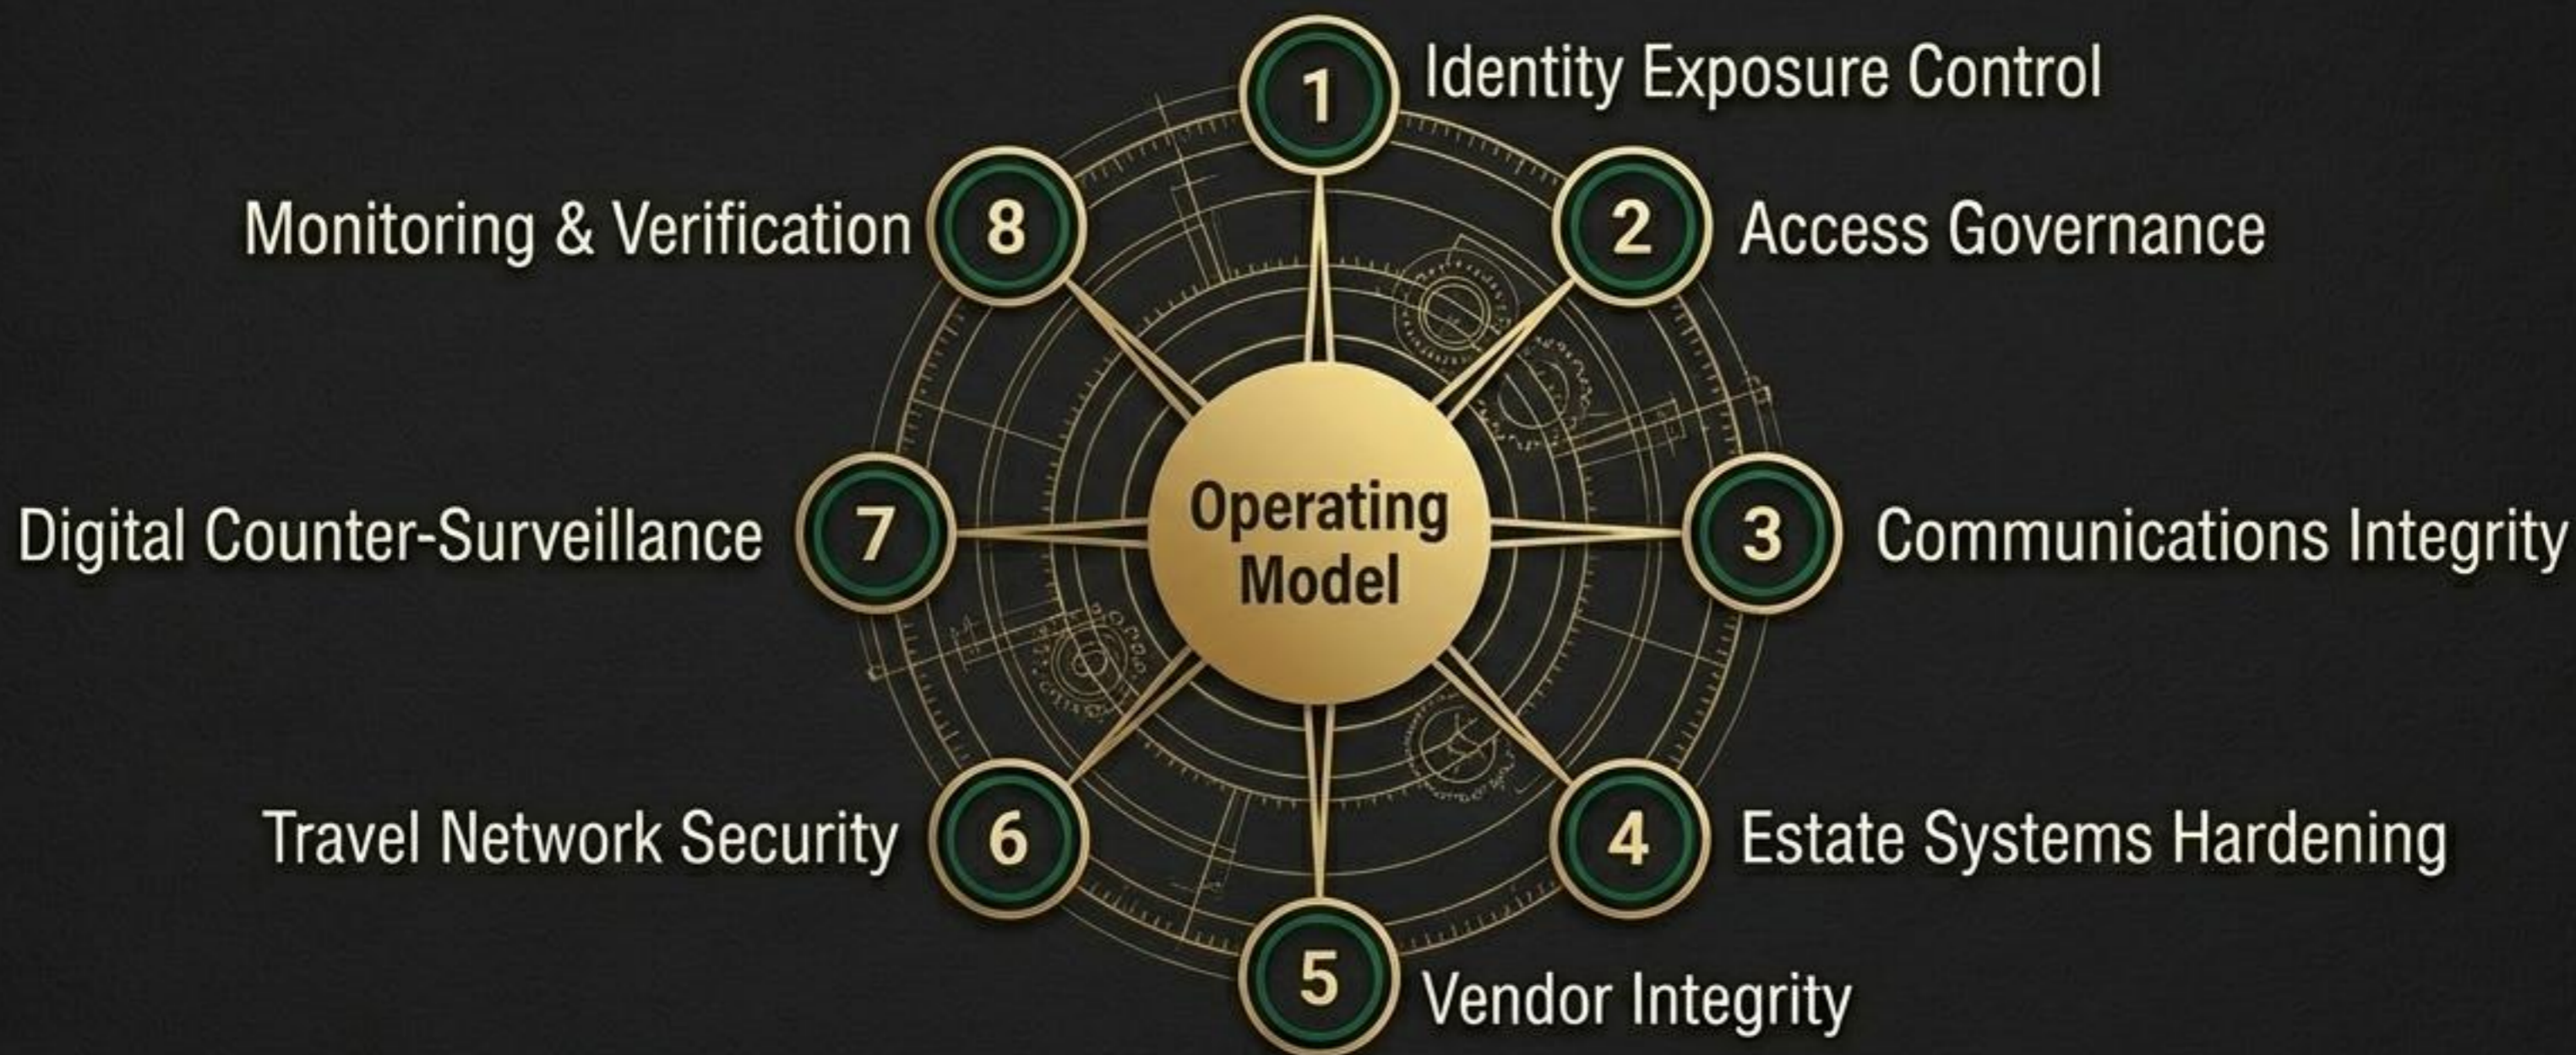 1 Identity Exposure Control
2 Access Governance
3 Communications Integrity
4 Estate Systems Hardening
5 Vendor Integrity
6 Travel Network Security
7 Digital Counter-Surveillance
8 Monitoring & Verification
Operating
Model